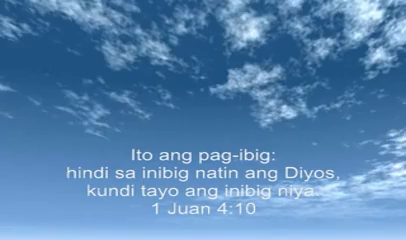 Ito ang pag-ibig:
hindi sa inibig natin ang Diyos,
kundi tayo ang inibig niya.
1 Juan 4:10